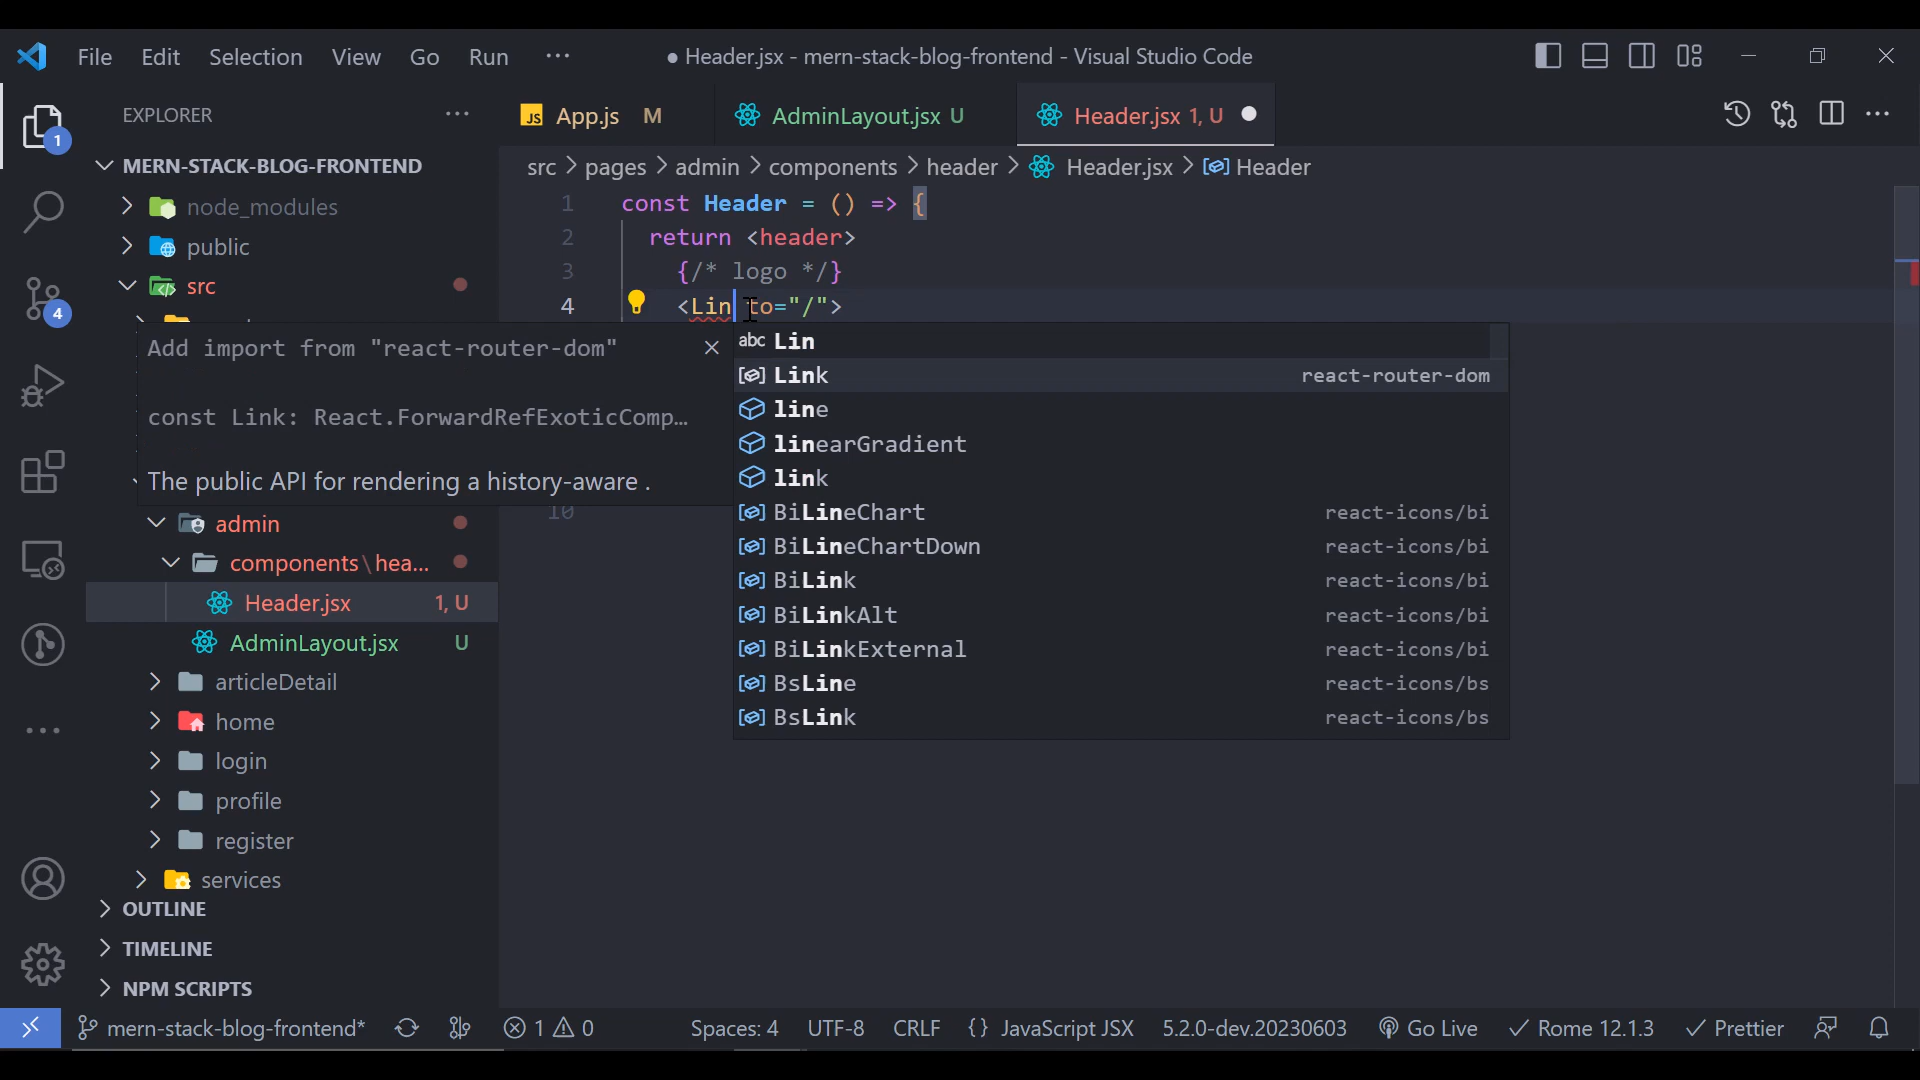 File Edit Selection View Go Run ···
● Header.jsx - mern-stack-blog-frontend - Visual Studio Code
EXPLORER
1
4
MERN-STACK-BLOG-FRONTEND
node_modules
public
src
admin
components\hea...
Header.jsx 1, U
AdminLayout.jsx U
articleDetail
home
login
profile
register
services
OUTLINE
TIMELINE
NPM SCRIPTS
JS App.js M
AdminLayout.jsx U
Header.jsx 1, U
src > pages > admin > components > header > Header.jsx > Header
1 const Header = () => {
2 return <header>
3 {/* logo */}
4 <Lin to="/">
10
Add import from "react-router-dom"
const Link: React.ForwardRefExoticComp…
The public API for rendering a history-aware .
abc Lin
Link react-router-dom
line
linearGradient
link
BiLineChart react-icons/bi
BiLineChartDown react-icons/bi
BiLink react-icons/bi
BiLinkAlt react-icons/bi
BiLinkExternal react-icons/bi
BsLine react-icons/bs
BsLink react-icons/bs
mern-stack-blog-frontend* 1 0 Spaces: 4 UTF-8 CRLF {} JavaScript JSX 5.2.0-dev.20230603 Go Live Rome 12.1.3 Prettier